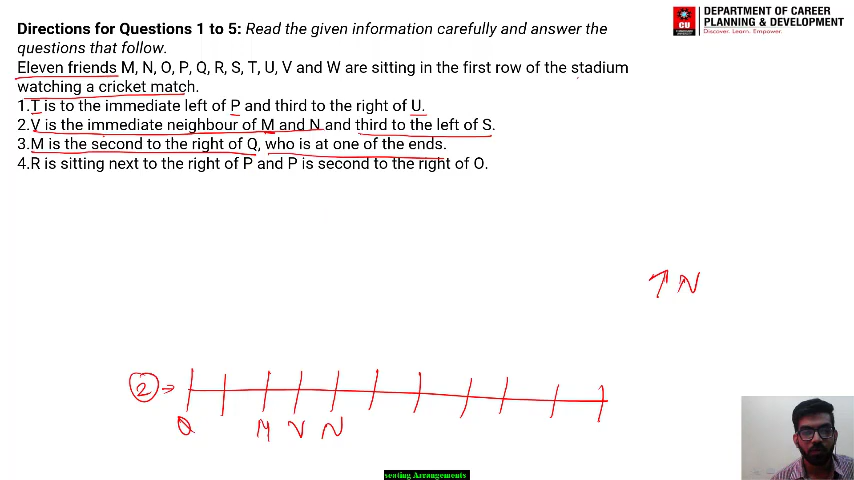 Directions for Questions 1 to 5: Read the given information carefully and answer the
questions that follow.
Eleven friends M, N, O, P, Q, R, S, T, U, V and W are sitting in the first row of the stadium
watching a cricket match.
1.T is to the immediate left of P and third to the right of U.
2.V is the immediate neighbour of M and N and third to the left of S.
3.M is the second to the right of Q, who is at one of the ends.
4.R is sitting next to the right of P and P is second to the right of O.
DEPARTMENT OF CAREER
PLANNING & DEVELOPMENT
Discover. Learn. Empower.
CU
N
2
Q M V N
seating Arrangements